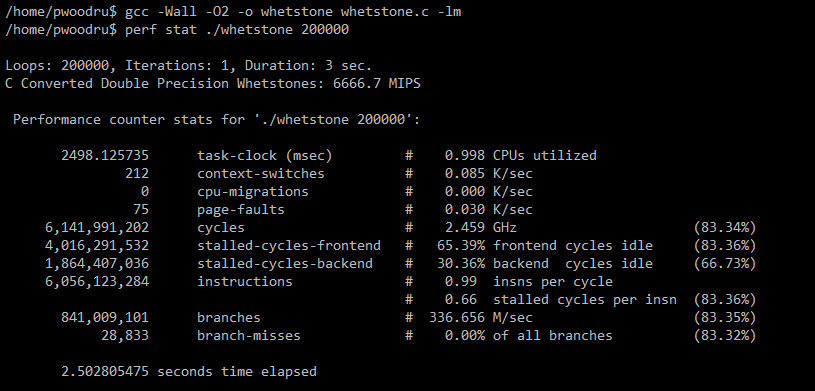 /home/pwoodru$ gcc -Wall -O2 -o whetstone whetstone.c -lm
/home/pwoodru$ perf stat ./whetstone 200000
Loops: 200000, Iterations: 1, Duration: 3 sec.
C Converted Double Precision Whetstones: 6666.7 MIPS
Performance counter stats for './whetstone 200000':
2498.125735 task-clock (msec) # 0.998 CPUs utilized
212 context-switches # 0.085 K/sec
0 cpu-migrations # 0.000 K/sec
75 page-faults # 0.030 K/sec
6,141,991,202 cycles # 2.459 GHz (83.34%)
4,016,291,532 stalled-cycles-frontend # 65.39% frontend cycles idle (83.36%)
1,864,407,036 stalled-cycles-backend # 30.36% backend cycles idle (66.73%)
6,056,123,284 instructions # 0.99 insns per cycle
# 0.66 stalled cycles per insn (83.36%)
841,009,101 branches # 336.656 M/sec (83.35%)
28,833 branch-misses # 0.00% of all branches (83.32%)
2.502805475 seconds time elapsed